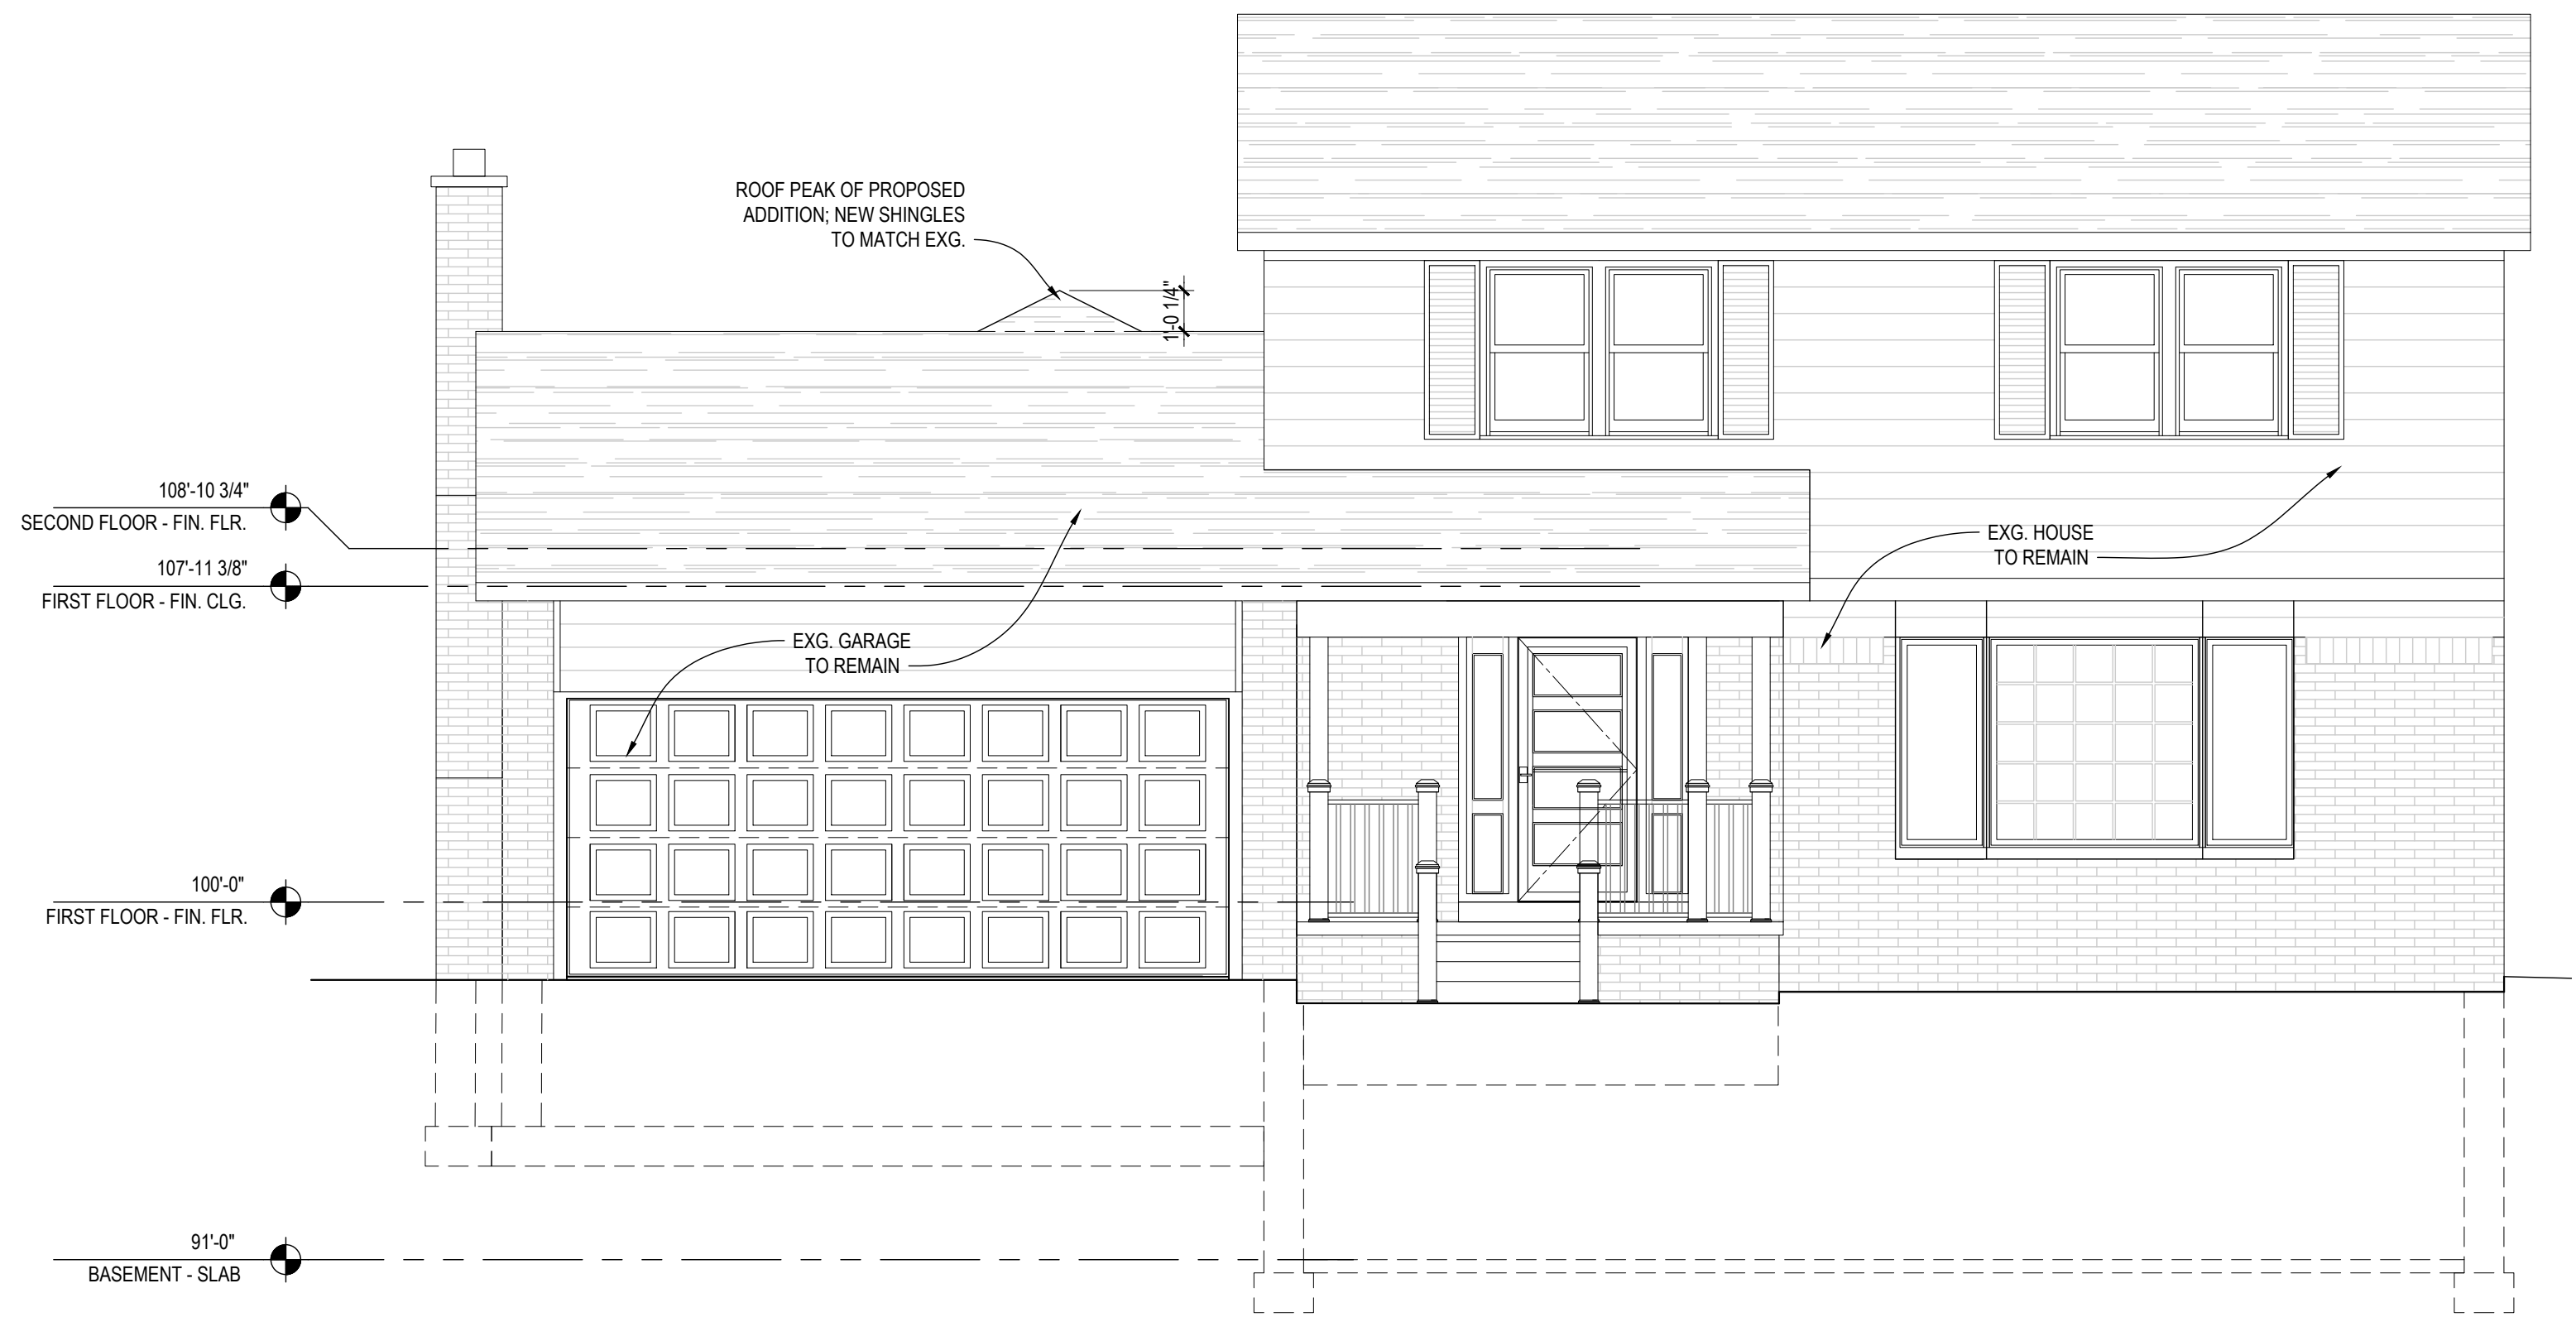 ROOF PEAK OF PROPOSED
ADDITION; NEW SHINGLES
TO MATCH EXG.
1'-0 1/4"
108'-10 3/4"
SECOND FLOOR - FIN. FLR.
107'-11 3/8"
FIRST FLOOR - FIN. CLG.
EXG. HOUSE
TO REMAIN
EXG. GARAGE
TO REMAIN
100'-0"
FIRST FLOOR - FIN. FLR.
91'-0"
BASEMENT - SLAB